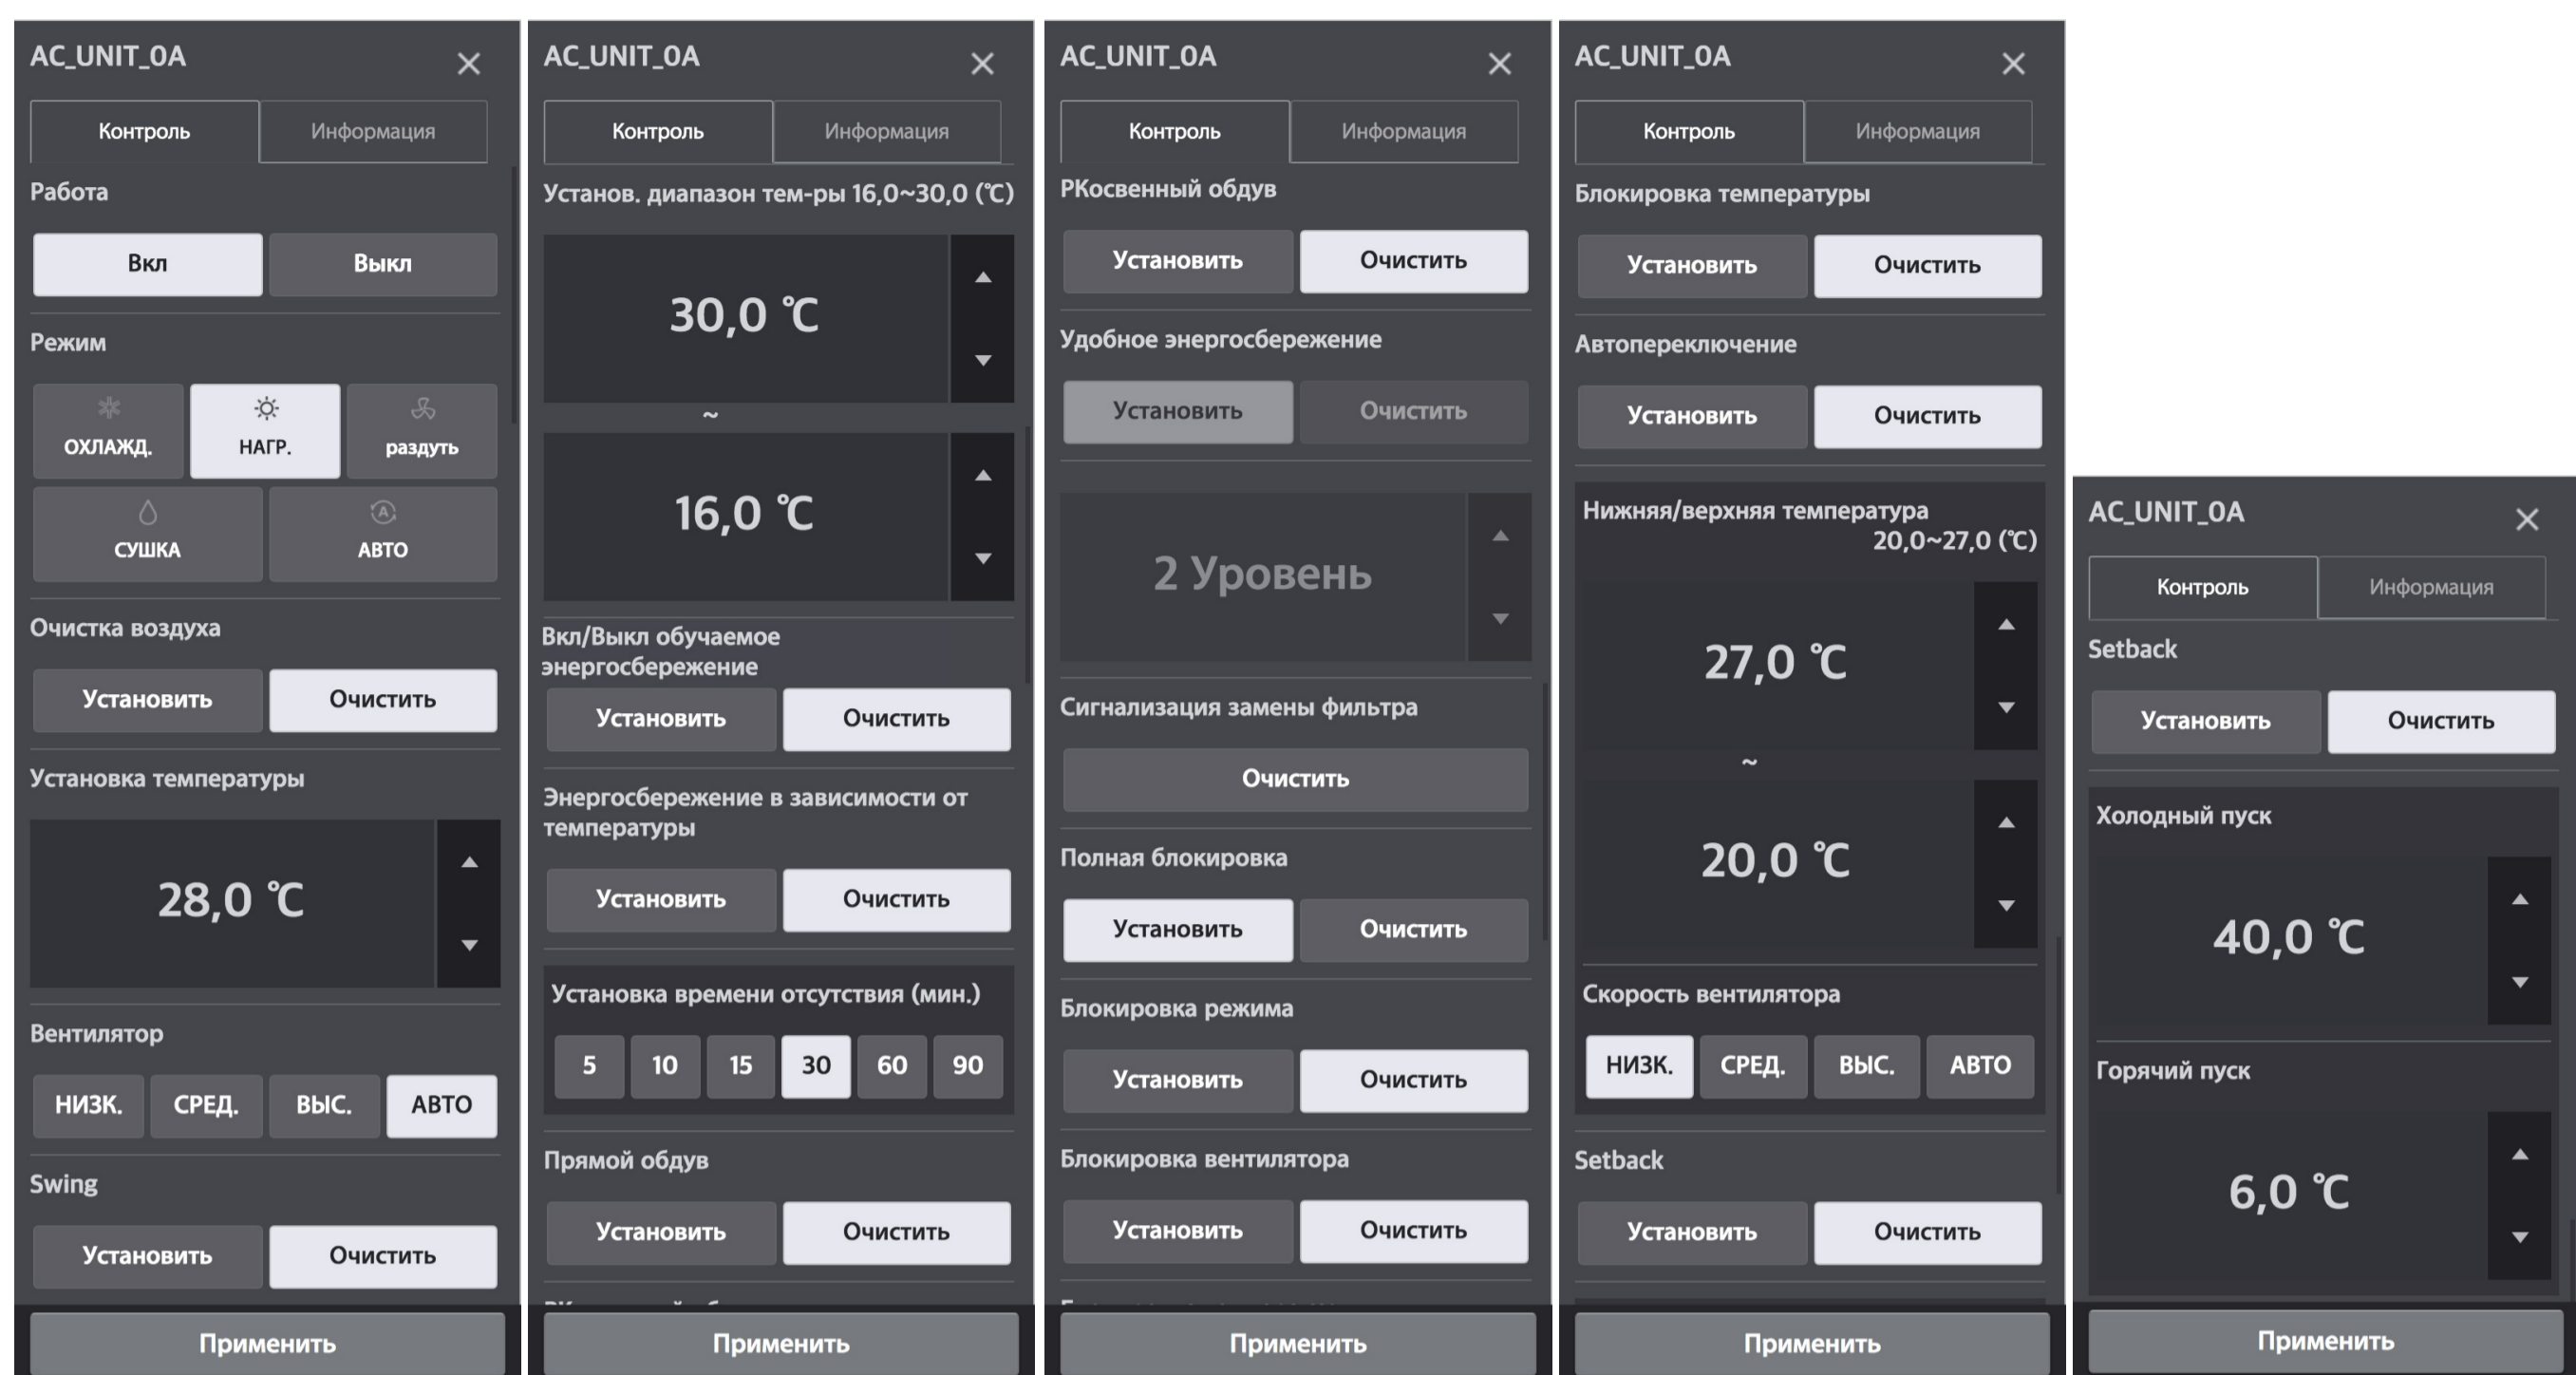 AC_UNIT_0A
Контроль Информация
Работа
Вкл Выкл
Режим
ОХЛАЖД. НАГР. раздуть
СУШКА АВТО
Очистка воздуха
Установить Очистить
Установка температуры
28,0 ℃
Вентилятор
НИЗК. СРЕД. ВЫС. АВТО
Swing
Установить Очистить
Применить
AC_UNIT_0A
Контроль Информация
Установ. диапазон тем-ры 16,0~30,0 (℃)
30,0 ℃
~
16,0 ℃
Вкл/Выкл обучаемое
энергосбережение
Установить Очистить
Энергосбережение в зависимости от
температуры
Установить Очистить
Установка времени отсутствия (мин.)
5 10 15 30 60 90
Прямой обдув
Установить Очистить
Применить
AC_UNIT_0A
Контроль Информация
РКосвенный обдув
Установить Очистить
Удобное энергосбережение
Установить Очистить
2 Уровень
Сигнализация замены фильтра
Очистить
Полная блокировка
Установить Очистить
Блокировка режима
Установить Очистить
Блокировка вентилятора
Установить Очистить
Применить
AC_UNIT_0A
Контроль Информация
Блокировка температуры
Установить Очистить
Автопереключение
Установить Очистить
Нижняя/верхняя температура
20,0~27,0 (℃)
27,0 ℃
~
20,0 ℃
Скорость вентилятора
НИЗК. СРЕД. ВЫС. АВТО
Setback
Установить Очистить
Применить
AC_UNIT_0A
Контроль Информация
Setback
Установить Очистить
Холодный пуск
40,0 ℃
Горячий пуск
6,0 ℃
Применить